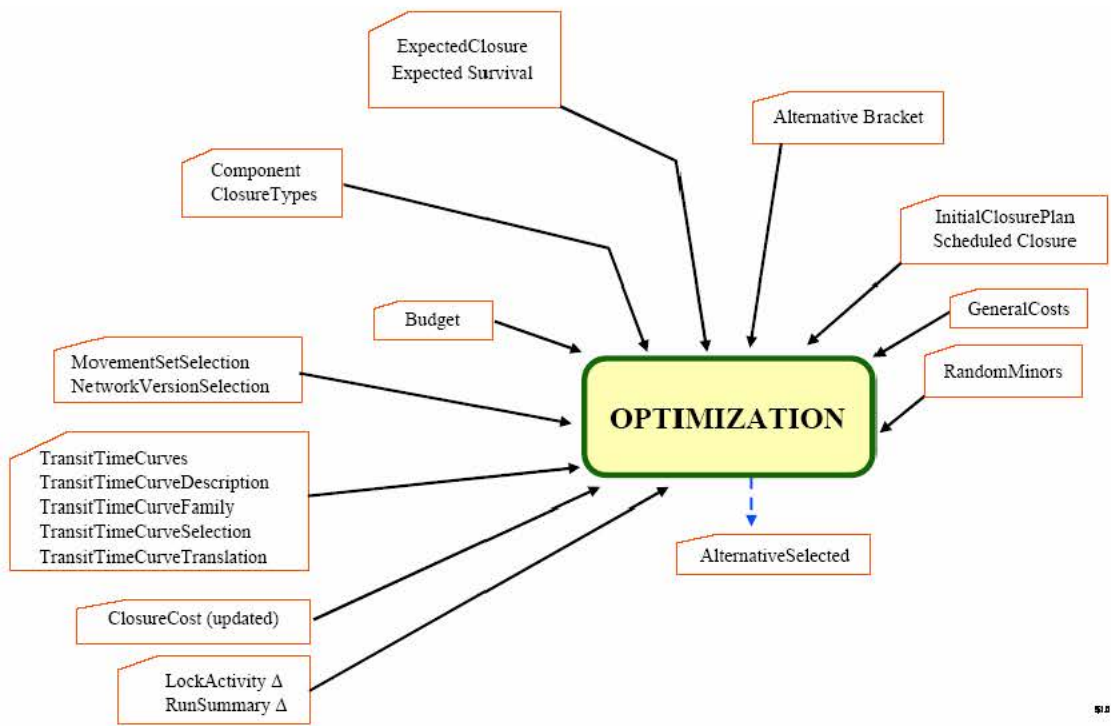 ExpectedClosure
Expected Survival
Alternative Bracket
Component
ClosureTypes
InitialClosurePlan
Scheduled Closure
Budget
GeneralCosts
MovementSetSelection
NetworkVersionSelection
RandomMinors
OPTIMIZATION
TransitTimeCurves
TransitTimeCurveDescription
TransitTimeCurveFamily
TransitTimeCurveSelection
TransitTimeCurveTranslation
AlternativeSelected
ClosureCost (updated)
LockActivity Δ
RunSummary Δ